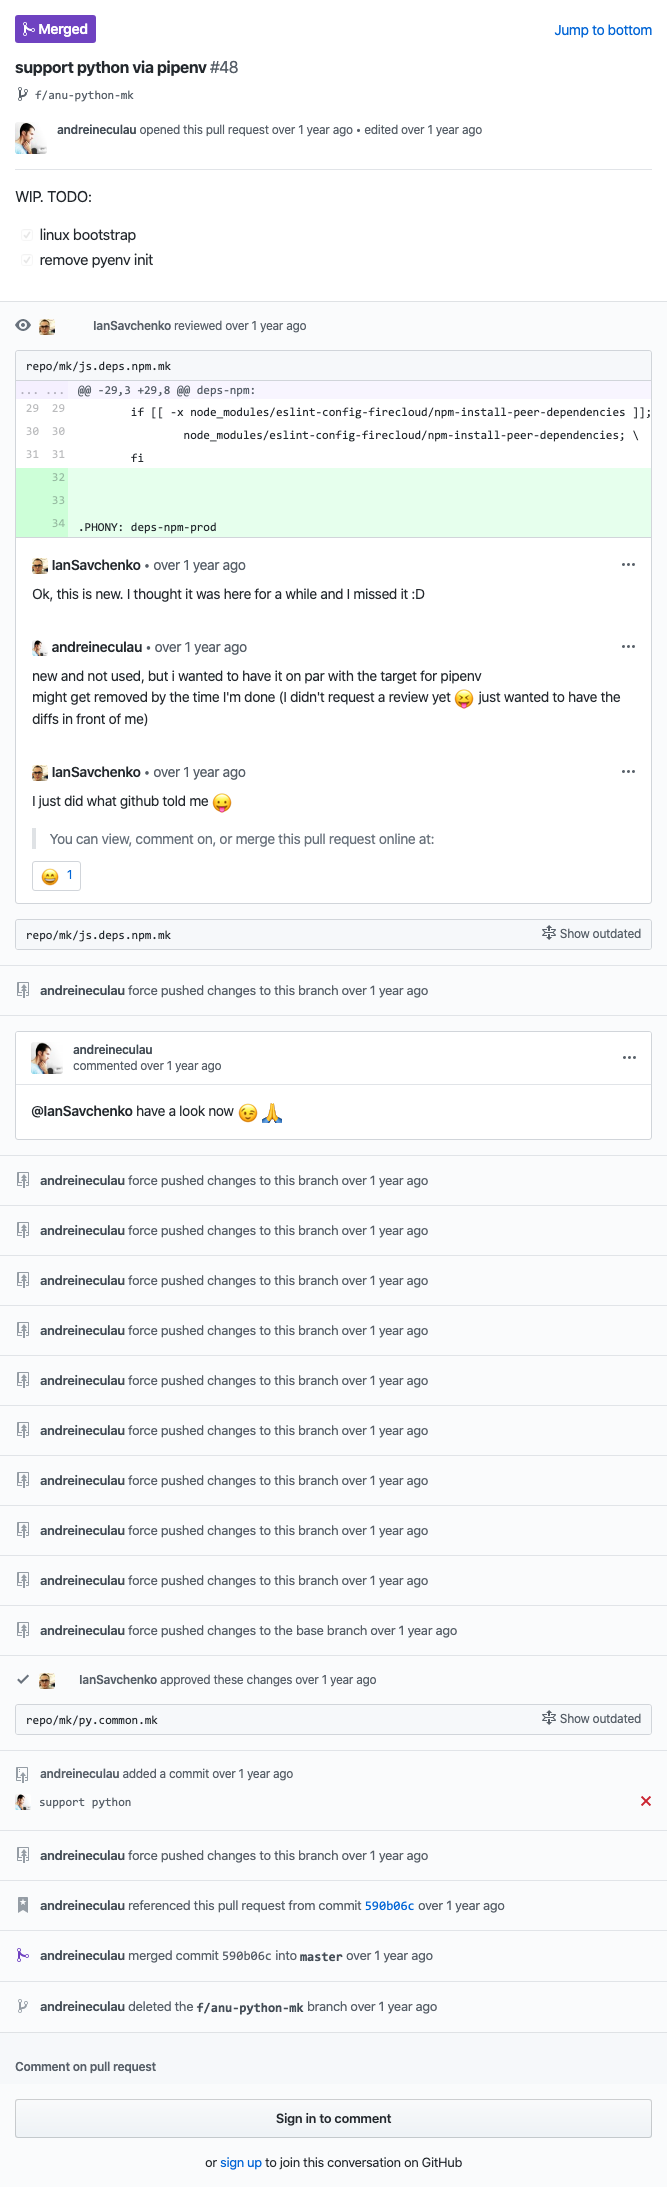 Merged
Jump to bottom
support python via pipenv #48
f/anu-python-mk
andreineculau opened this pull request over 1 year ago • edited over 1 year ago
WIP. TODO:
linux bootstrap
remove pyenv init
IanSavchenko reviewed over 1 year ago
repo/mk/js.deps.npm.mk
... ... @@ -29,3 +29,8 @@ deps-npm:
29 29 if [[ -x node_modules/eslint-config-firecloud/npm-install-peer-dependencies ]];
30 30 node_modules/eslint-config-firecloud/npm-install-peer-dependencies; \
31 31 fi
32
33
34 .PHONY: deps-npm-prod
IanSavchenko • over 1 year ago
Ok, this is new. I thought it was here for a while and I missed it :D
andreineculau • over 1 year ago
new and not used, but i wanted to have it on par with the target for pipenv
might get removed by the time I'm done (I didn't request a review yet 😝 just wanted to have the
diffs in front of me)
IanSavchenko • over 1 year ago
I just did what github told me 😛
You can view, comment on, or merge this pull request online at:
😄 1
repo/mk/js.deps.npm.mk
Show outdated
andreineculau force pushed changes to this branch over 1 year ago
andreineculau
commented over 1 year ago
@IanSavchenko have a look now 😉 🙏
andreineculau force pushed changes to this branch over 1 year ago
andreineculau force pushed changes to this branch over 1 year ago
andreineculau force pushed changes to this branch over 1 year ago
andreineculau force pushed changes to this branch over 1 year ago
andreineculau force pushed changes to this branch over 1 year ago
andreineculau force pushed changes to this branch over 1 year ago
andreineculau force pushed changes to this branch over 1 year ago
andreineculau force pushed changes to this branch over 1 year ago
andreineculau force pushed changes to this branch over 1 year ago
andreineculau force pushed changes to the base branch over 1 year ago
IanSavchenko approved these changes over 1 year ago
repo/mk/py.common.mk
Show outdated
andreineculau added a commit over 1 year ago
support python
andreineculau force pushed changes to this branch over 1 year ago
andreineculau referenced this pull request from commit 590b06c over 1 year ago
andreineculau merged commit 590b06c into master over 1 year ago
andreineculau deleted the f/anu-python-mk branch over 1 year ago
Comment on pull request
Sign in to comment
or sign up to join this conversation on GitHub